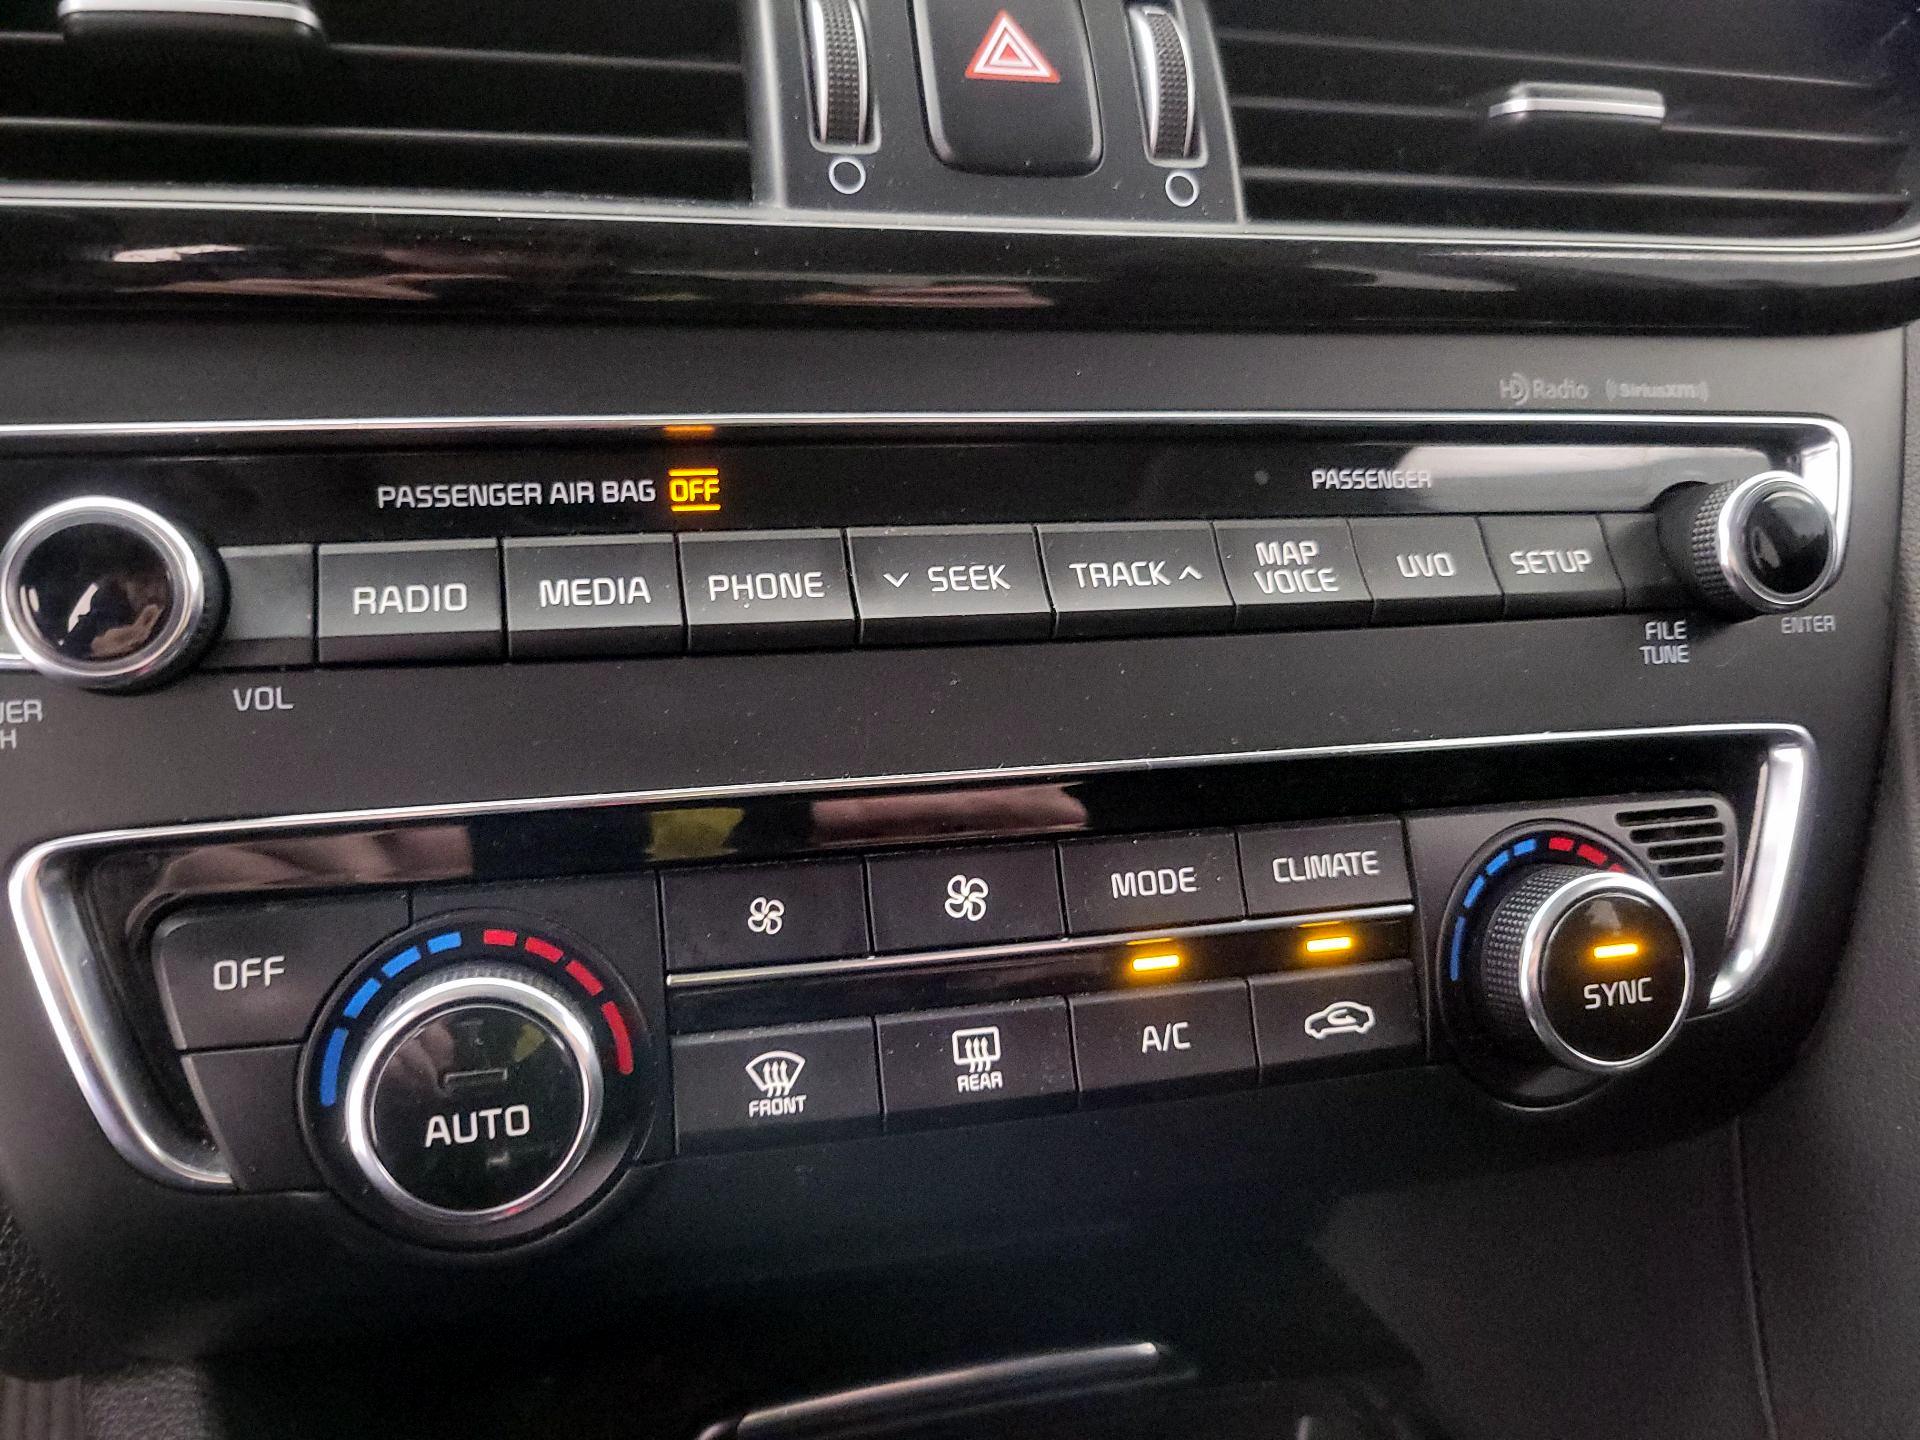 HD Radio ((SiriusXM))
PASSENGER AIR BAG OFF
PASSENGER
RADIO
MEDIA
PHONE
SEEK
TRACK
MAP
VOICE
UVO
SETUP
VOL
FILE
TUNE
ENTER
OFF
AUTO
MODE
CLIMATE
FRONT
REAR
A/C
SYNC